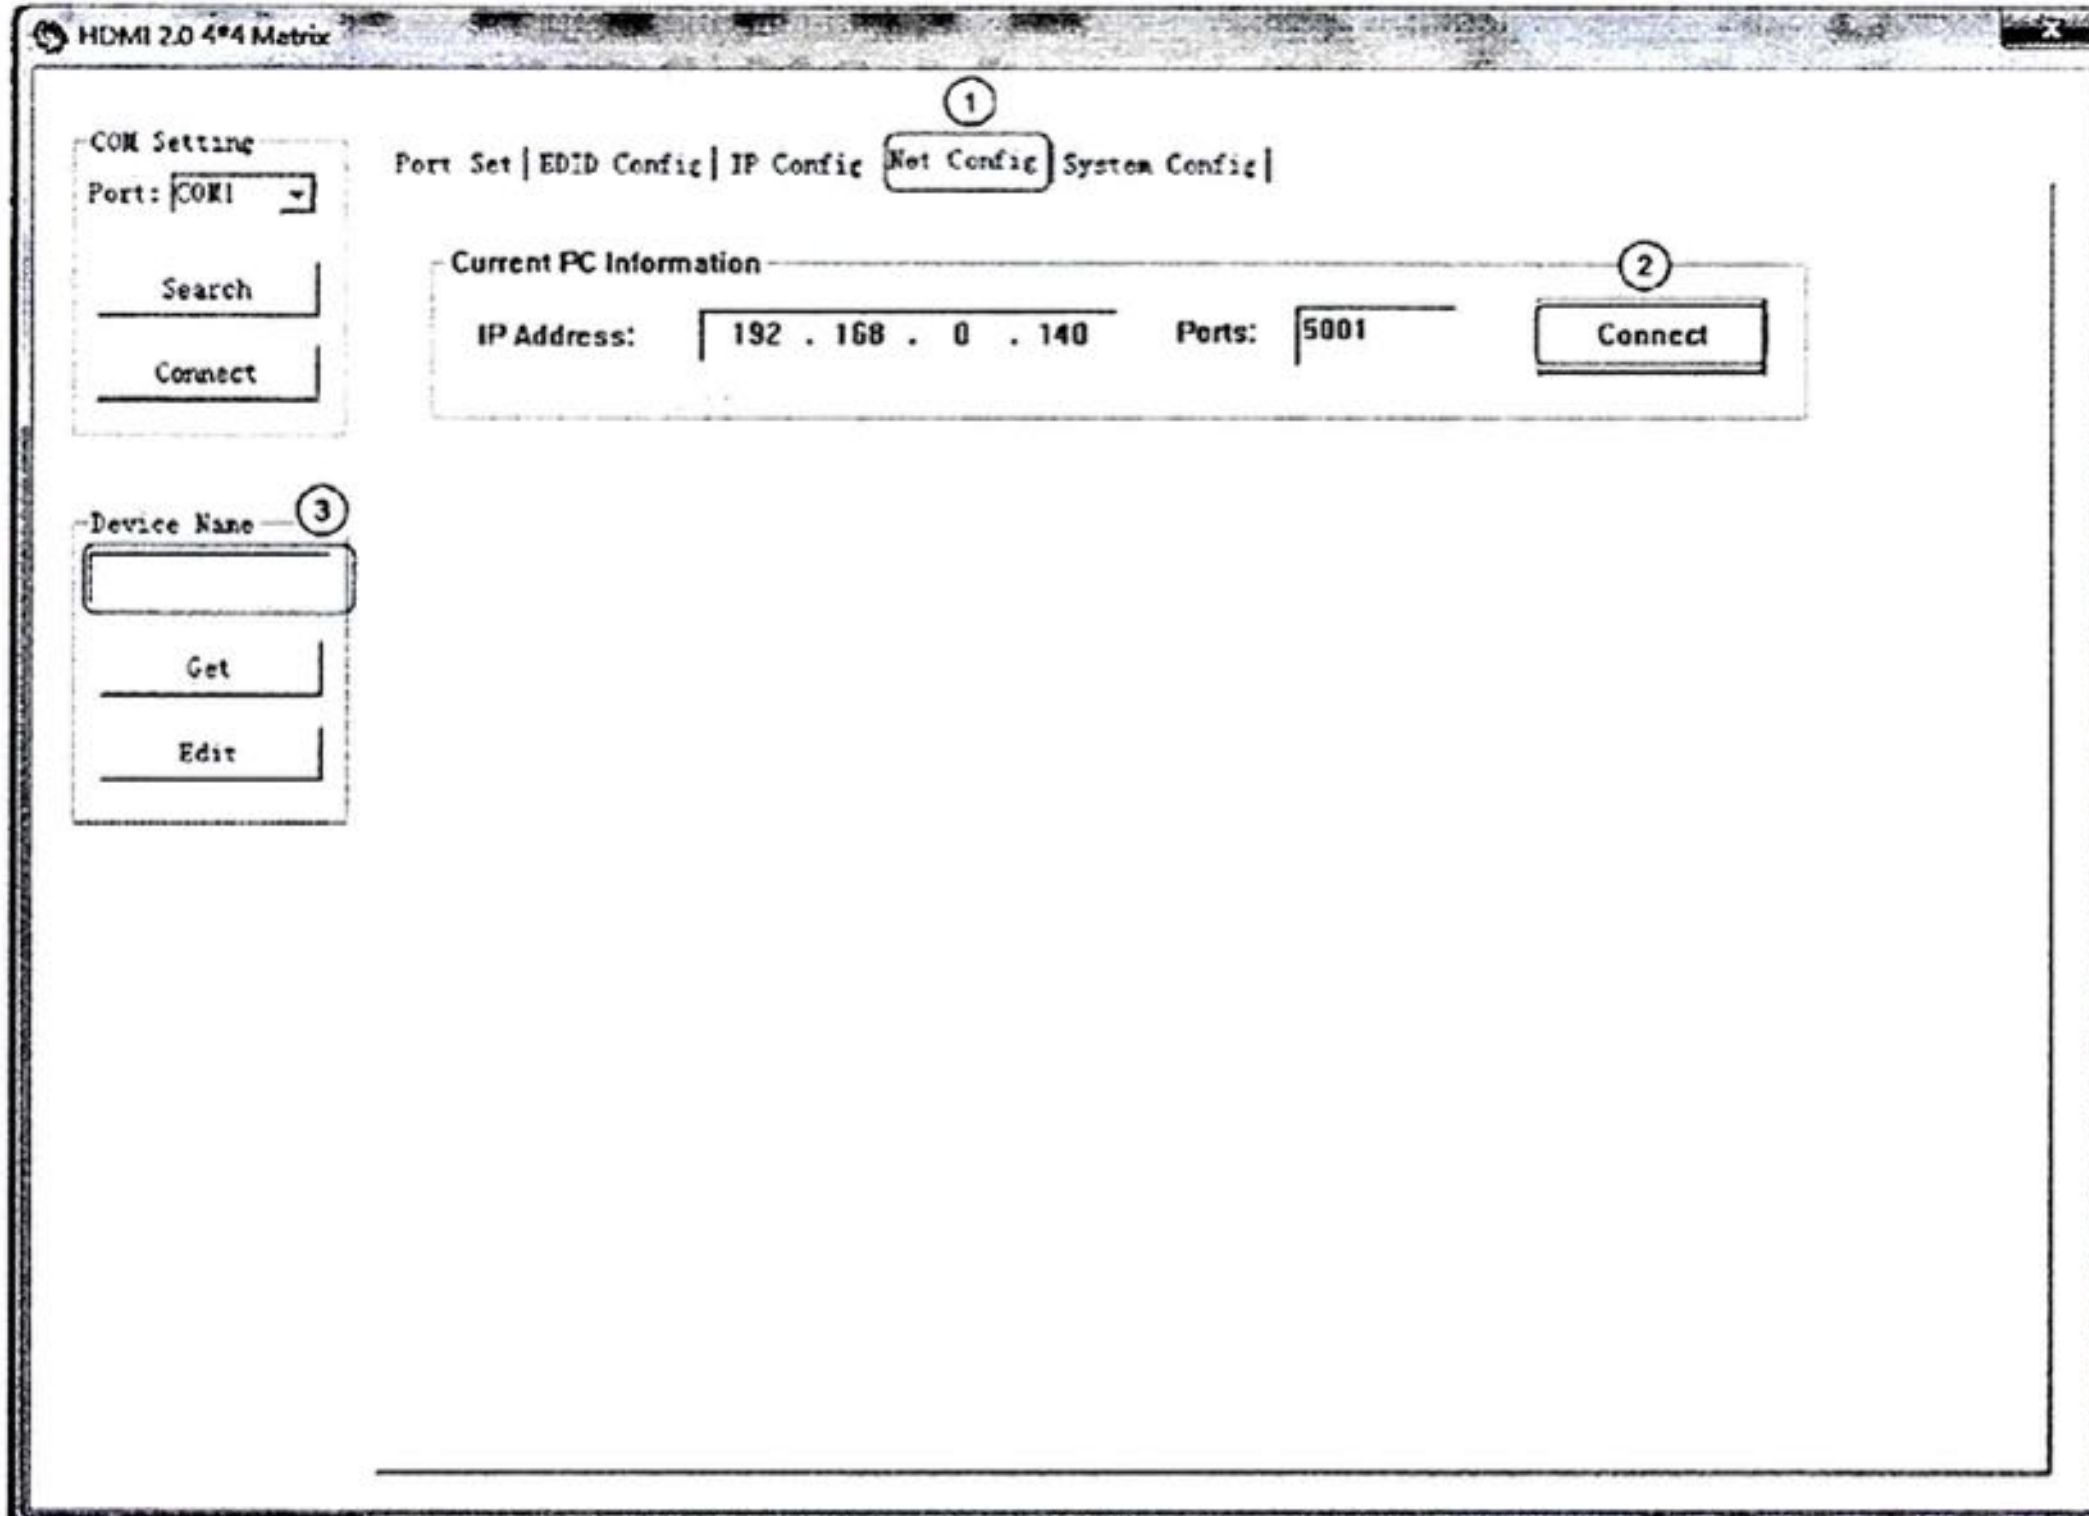 HDMI 2.0 4*4 Matrix
1
COM Setting
Port Set | EDID Config | IP Config Net Config System Config |
Port: COM1
2
Current PC Information
Search
IP Address: 192 . 168 . 0 . 140 Ports: 5001 Connect
Connect
3
Device Name
Get
Edit